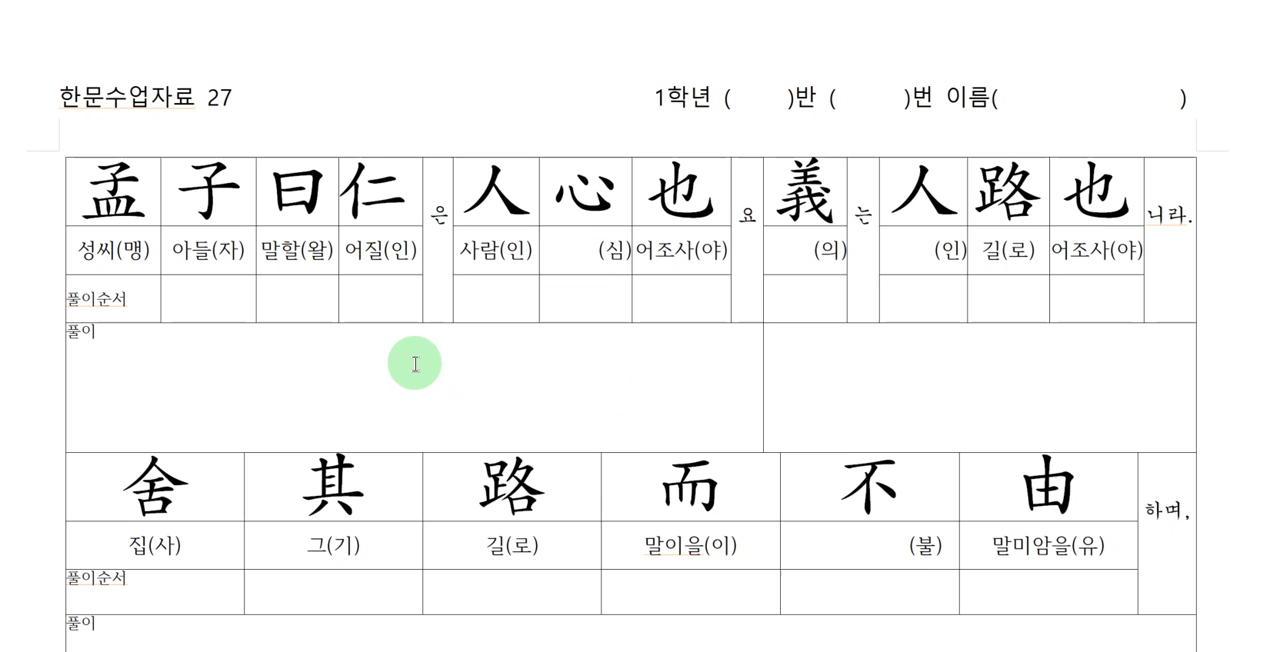 한문수업자료 27 1학년 ( )반 ( )번 이름( )
孟 子 曰 仁 은 人 心 也 요 義 는 人 路 也 니라.
성씨(맹) 아들(자) 말할(왈) 어질(인) 사람(인) (심) 어조사(야) (의) (인) 길(로) 어조사(야)
풀이순서
풀이
舍 其 路 而 不 由 하며,
집(사) 그(기) 길(로) 말이을(이) (불) 말미암을(유)
풀이순서
풀이